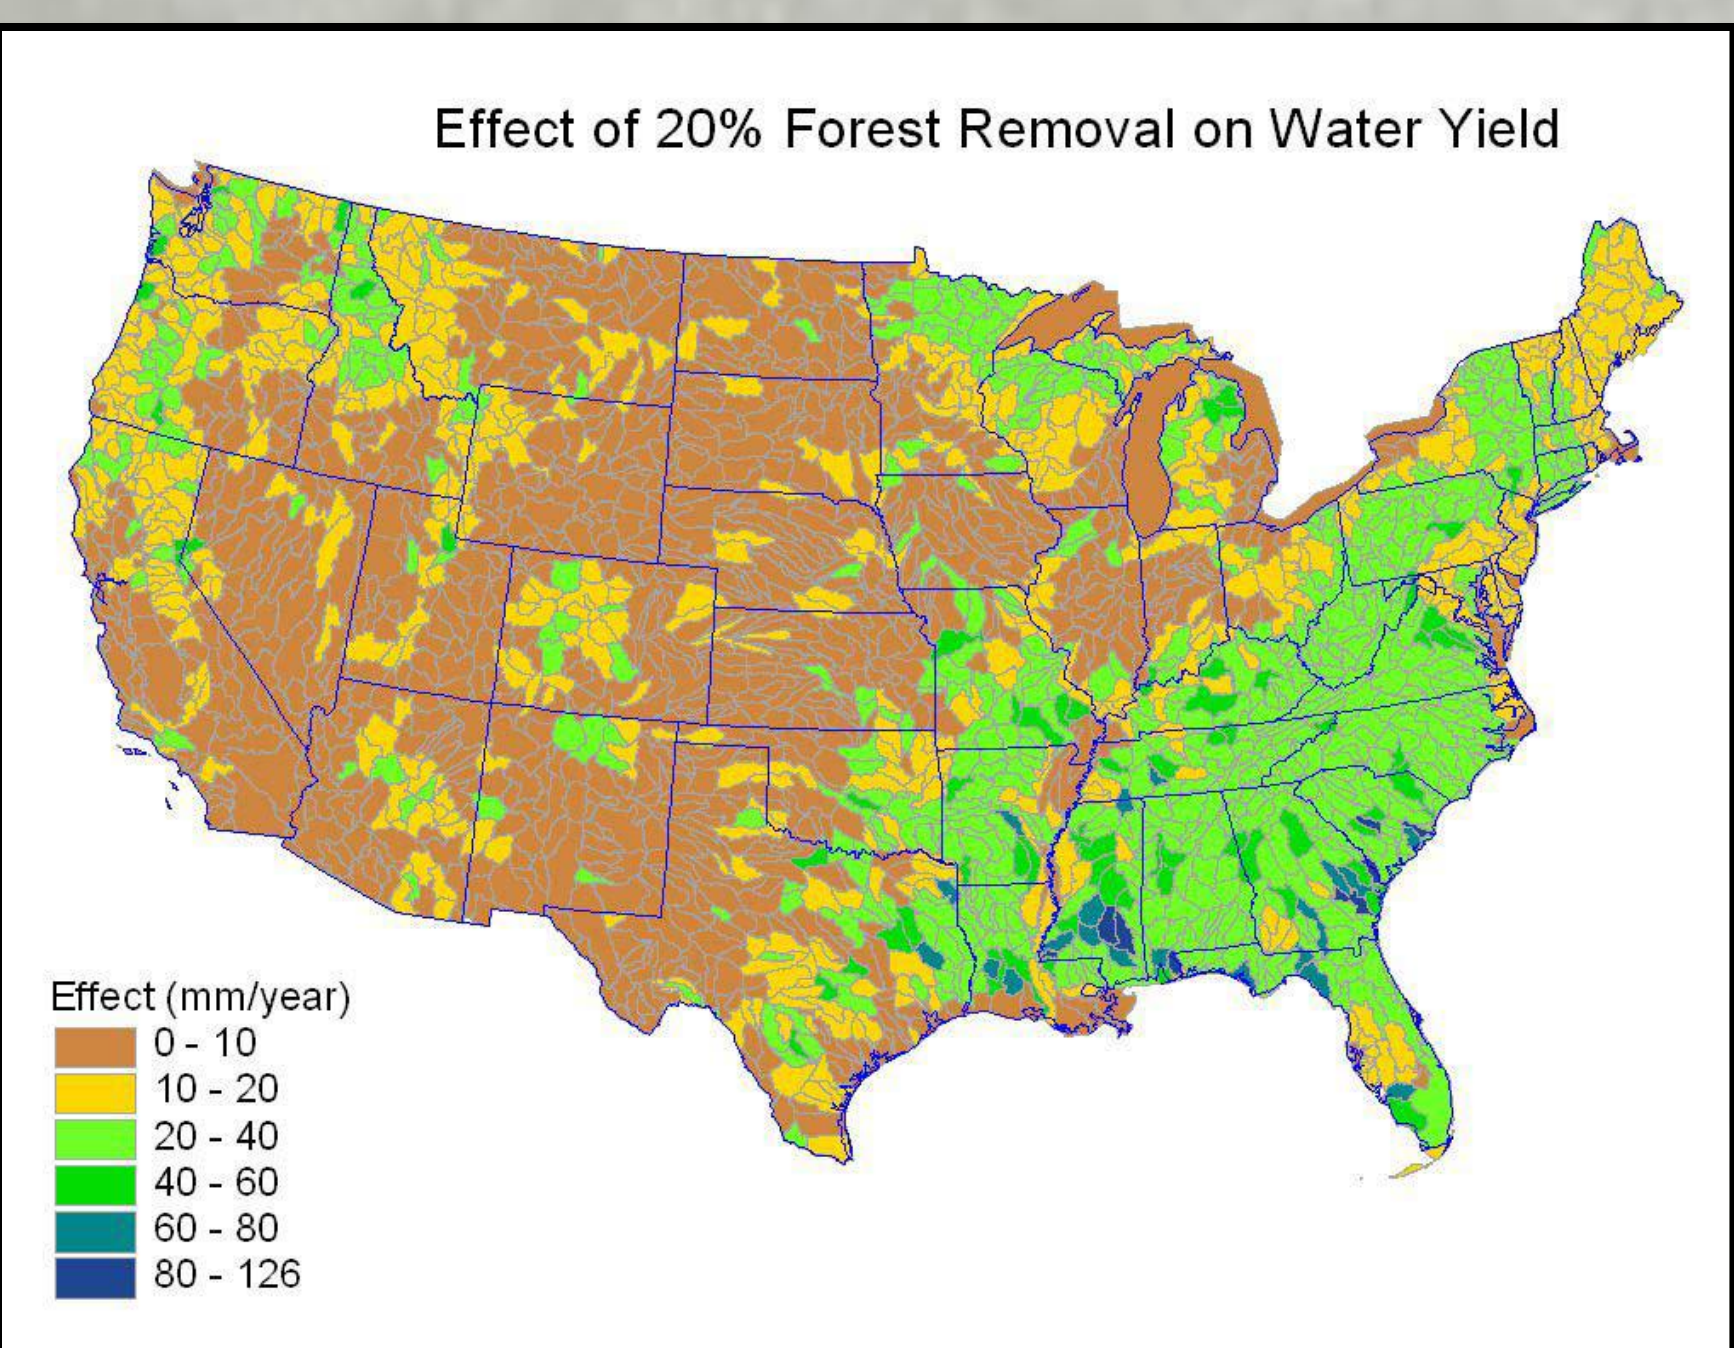 Effect of 20% Forest Removal on Water Yield
Effect (mm/year)
0 - 10
10 - 20
20 - 40
40 - 60
60 - 80
80 - 126